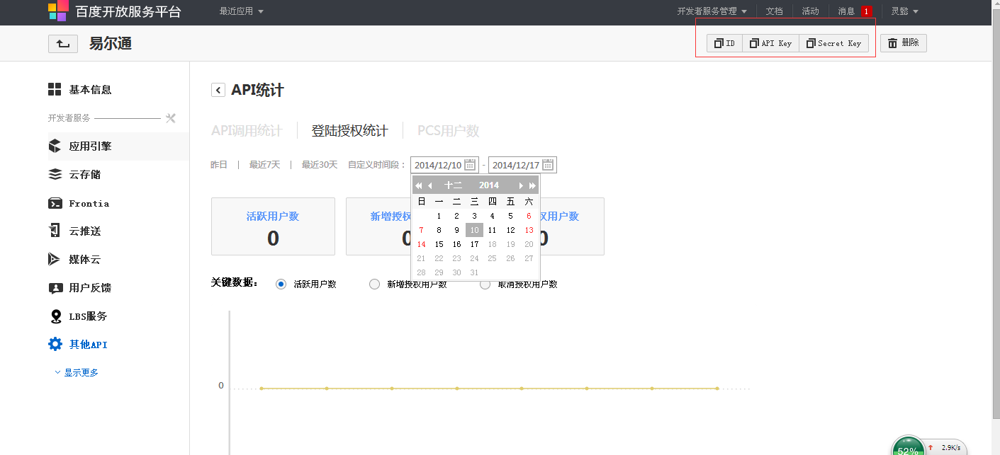 百度开放服务平台 最近应用 开发者服务管理 文档 活动 消息 1 灵懿
易尔通 ID API Key Secret Key 删除
基本信息
开发者服务
应用引擎
云存储
Frontia
云推送
媒体云
用户反馈
LBS服务
其他API
显示更多
API统计
API调用统计 登陆授权统计 PCS用户数
昨日 | 最近7天 | 最近30天 自定义时间段： 2014/12/10 - 2014/12/17
十二 2014
日 一 二 三 四 五 六
1 2 3 4 5 6
7 8 9 10 11 12 13
14 15 16 17 18 19 20
21 22 23 24 25 26 27
28 29 30 31
活跃用户数 新增授权 用户数
0 0 0
关键数据： 活跃用户数 新增授权用户数 取消授权用户数
0
52% 2.9K/s